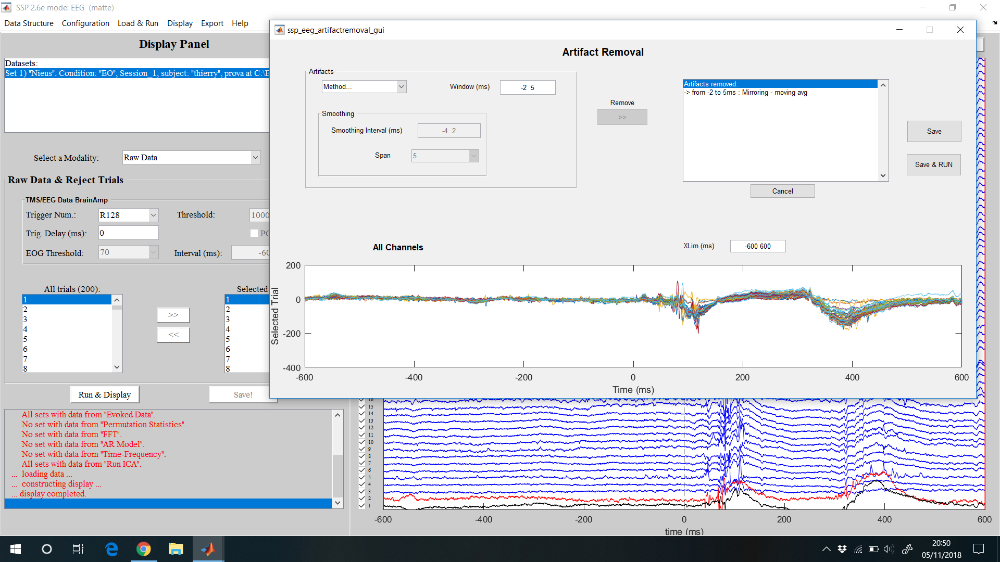 SSP 2.6e mode: EEG (matte)
Data Structure Configuration Load & Run Display Export Help
Display Panel
Datasets:
Set 1) "Nieus". Condition: "EO", Session_1, subject: "thierry", prova at C:\E
Select a Modality: Raw Data
Raw Data & Reject Trials
TMS/EEG Data BrainAmp
Trigger Num.: R128 Threshold: 1000
Trig. Delay (ms): 0
EOG Threshold: 70 Interval (ms): -60
All trials (200): Selected
1 1
2 2
3 >> 3
4 4
5 << 5
6 6
7 7
8 8
Run & Display Save!
All sets with data from "Evoked Data".
No set with data from "Permutation Statistics".
No set with data from "FFT".
No set with data from "AR Model".
No set with data from "Time-Frequency".
All sets with data from "Run ICA".
... loading data ...
... constructing display ...
... display completed.
ssp_eeg_artifactremoval_gui
Artifact Removal
Artifacts
Method... Window (ms) -2 5
Smoothing
Smoothing Interval (ms) -4 2
Span 5
Remove
>>
Artifacts removed:
-> from -2 to 5ms : Mirroring - moving avg
Save
Save & RUN
Cancel
All Channels XLim (ms) -600 600
Selected Trial
200
0
-200
-400
-600 -400 -200 0 200 400 600
Time (ms)
16
15
14
13
12
11
10
9
8
7
6
5
4
3
2
1
-600 -400 -200 0 200 400 600
time (ms)
20:50
05/11/2018